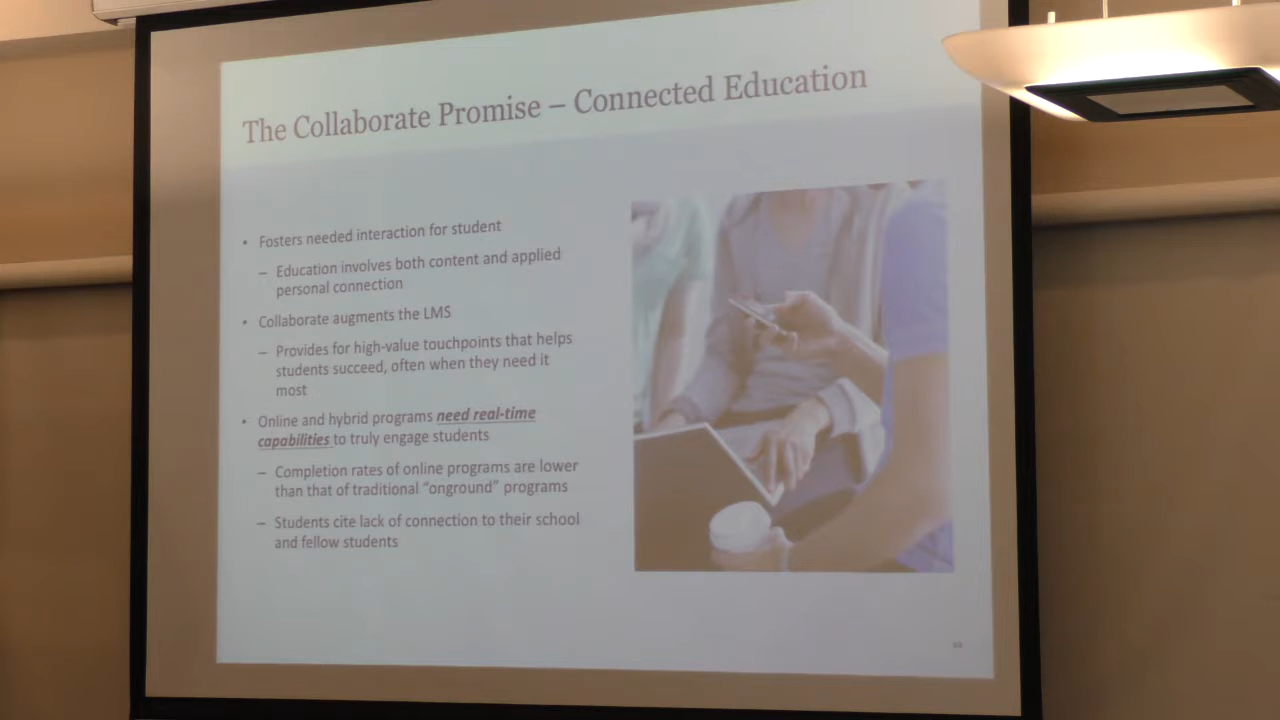 The Collaborate Promise – Connected Education
• Fosters needed interaction for student
– Education involves both content and applied
personal connection
• Collaborate augments the LMS
– Provides for high-value touchpoints that helps
students succeed, often when they need it
most
• Online and hybrid programs need real-time
capabilities to truly engage students
– Completion rates of online programs are lower
than that of traditional “onground” programs
– Students cite lack of connection to their school
and fellow students